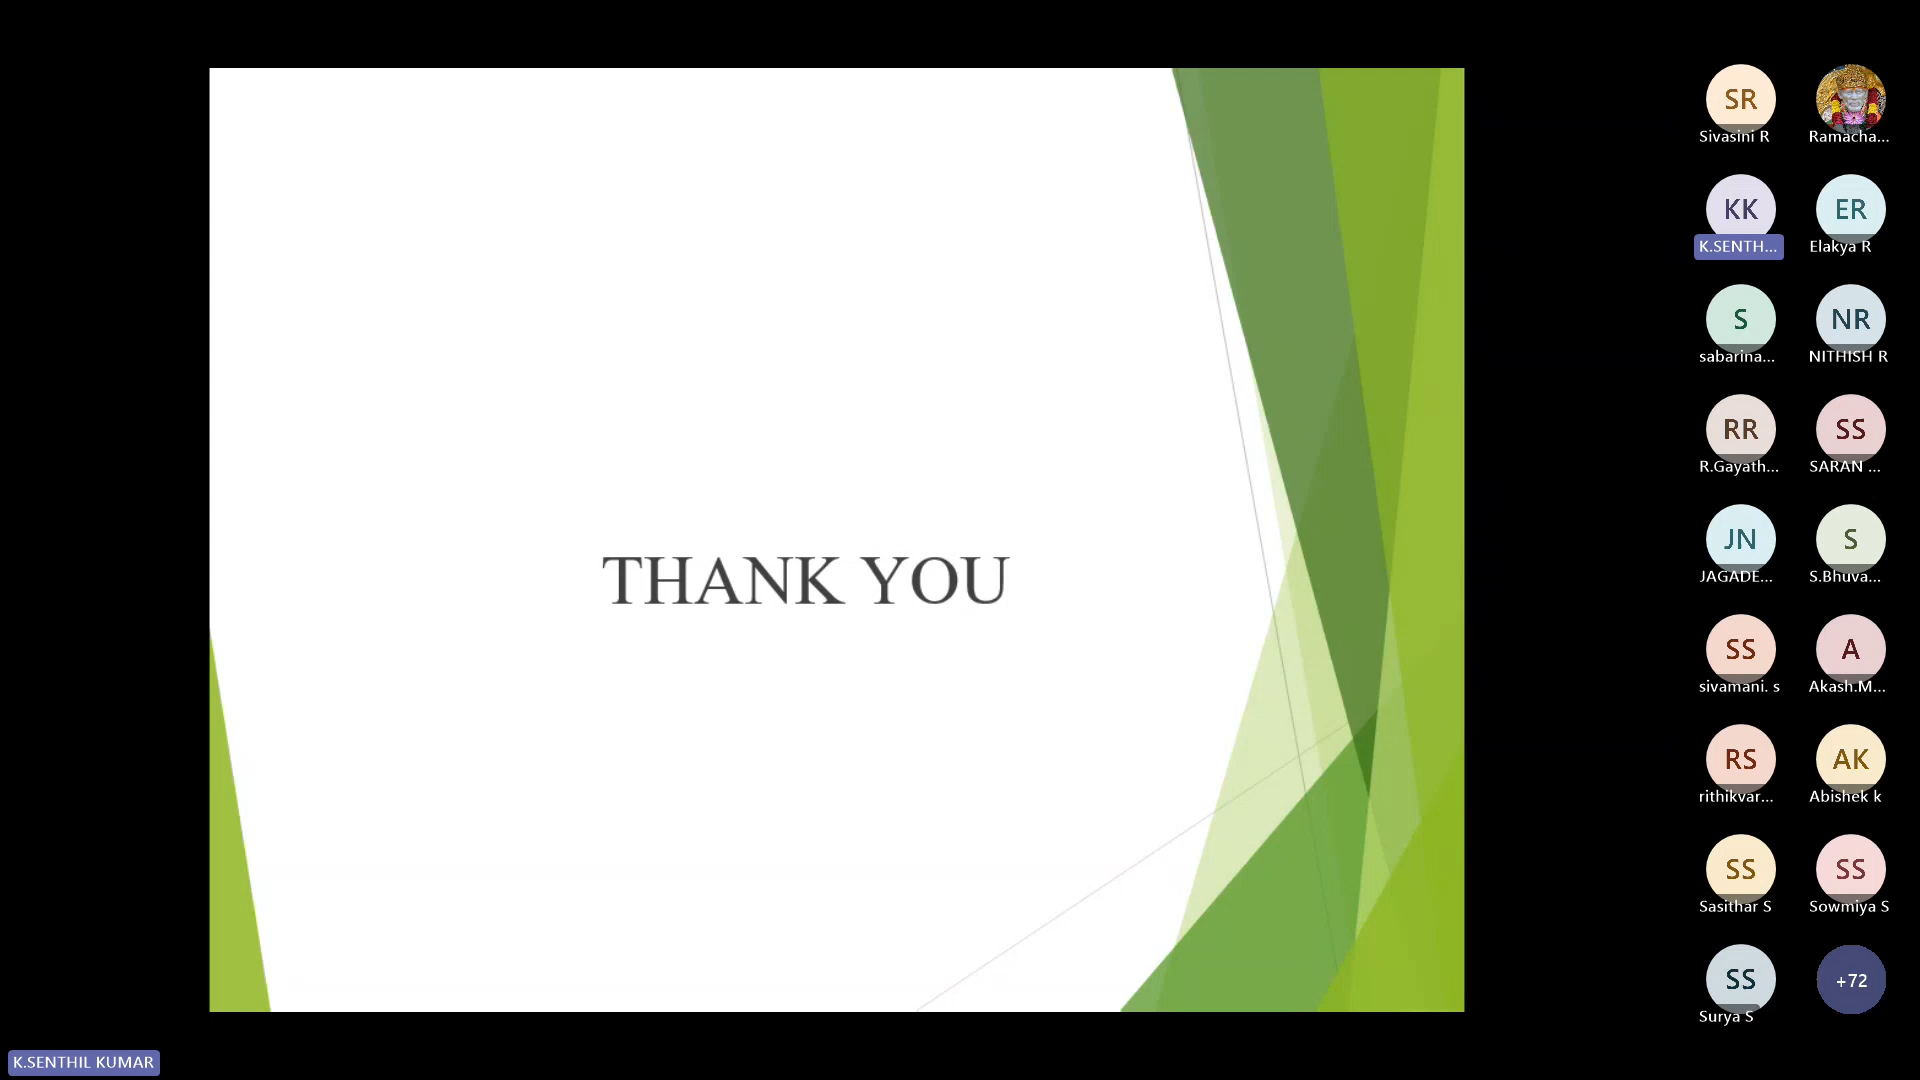 THANK YOU
SR
Sivasini R
Ramacha...
KK
K.SENTH...
ER
Elakya R
S
sabarina...
NR
NITHISH R
RR
R.Gayath...
SS
SARAN ...
JN
JAGADE...
S
S.Bhuva...
SS
sivamani. s
A
Akash.M...
RS
rithikvar...
AK
Abishek k
SS
Sasithar S
SS
Sowmiya S
SS
Surya S
+72
K.SENTHIL KUMAR